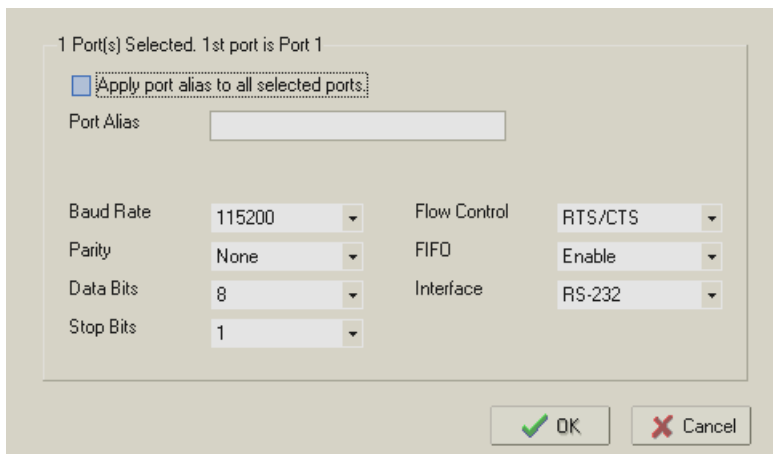 1 Port(s) Selected. 1st port is Port 1
Apply port alias to all selected ports.
Port Alias
Baud Rate 115200 Flow Control RTS/CTS
Parity None FIFO Enable
Data Bits 8 Interface RS-232
Stop Bits 1
OK Cancel